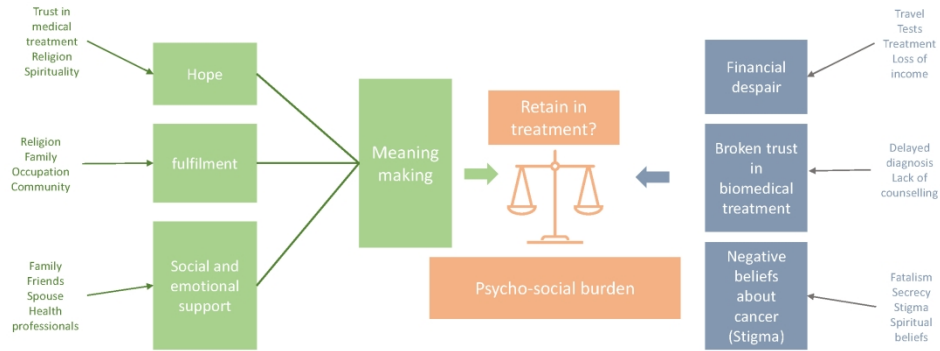 Trust in
medical
treatment
Religion
Spirituality
Hope
Religion
Family
Occupation
Community
fulfilment
Family
Friends
Spouse
Health
professionals
Social and
emotional
support
Meaning
making
Retain in
treatment?
Psycho-social burden
Financial
despair
Travel
Tests
Treatment
Loss of
income
Broken trust
in
biomedical
treatment
Delayed
diagnosis
Lack of
counselling
Negative
beliefs
about
cancer
(Stigma)
Fatalism
Secrecy
Stigma
Spiritual
beliefs